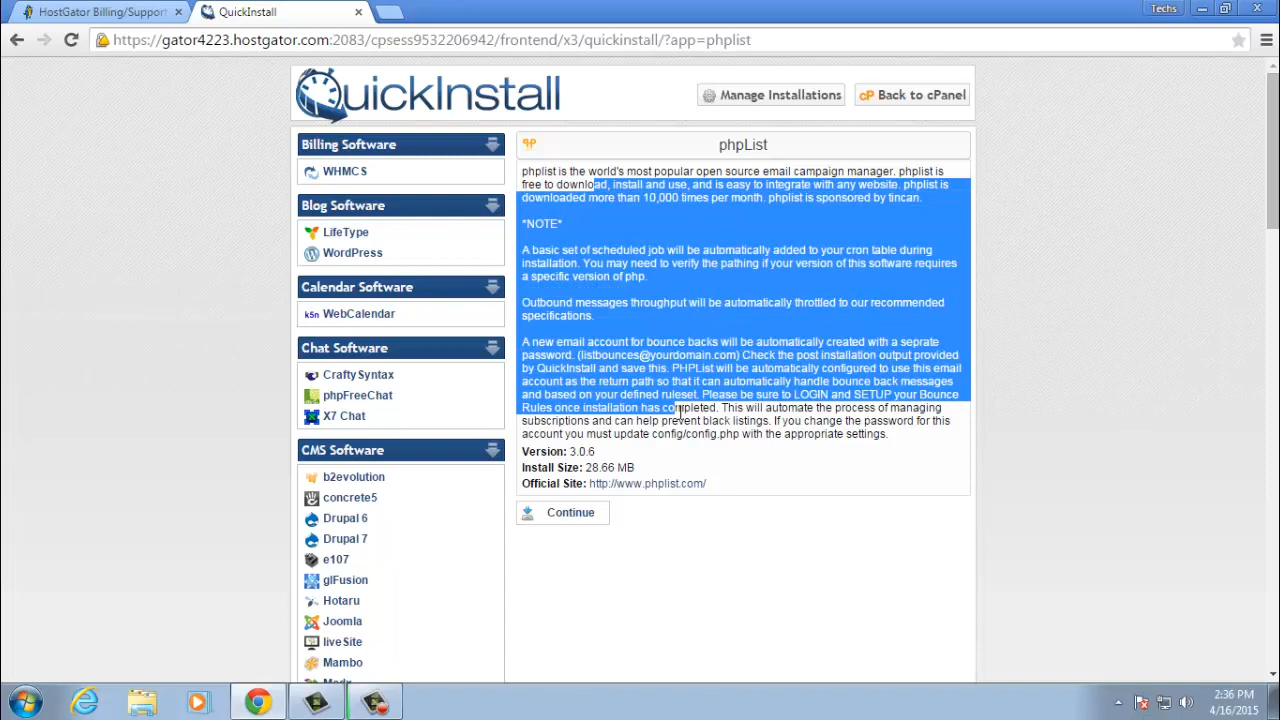 HostGator Billing/Support
QuickInstall
Techs
https://gator4223.hostgator.com:2083/cpsess9532206942/frontend/x3/quickinstall/?app=phplist
QuickInstall
Manage Installations
cP Back to cPanel
Billing Software
WHMCS
Blog Software
LifeType
WordPress
Calendar Software
k5n WebCalendar
Chat Software
CraftySyntax
phpFreeChat
X7 Chat
CMS Software
b2evolution
concrete5
Drupal 6
Drupal 7
e107
glFusion
Hotaru
Joomla
liveSite
Mambo
phpList
phplist is the world's most popular open source email campaign manager. phplist is
free to download, install and use, and is easy to integrate with any website. phplist is
downloaded more than 10,000 times per month. phplist is sponsored by tincan.
*NOTE*
A basic set of scheduled job will be automatically added to your cron table during
installation. You may need to verify the pathing if your version of this software requires
a specific version of php.
Outbound messages throughput will be automatically throttled to our recommended
specifications.
A new email account for bounce backs will be automatically created with a seprate
password. (listbounces@yourdomain.com) Check the post installation output provided
by QuickInstall and save this. PHPList will be automatically configured to use this email
account as the return path so that it can automatically handle bounce back messages
and based on your defined ruleset. Please be sure to LOGIN and SETUP your Bounce
Rules once installation has completed. This will automate the process of managing
subscriptions and can help prevent black listings. If you change the password for this
account you must update config/config.php with the appropriate settings.
Version: 3.0.6
Install Size: 28.66 MB
Official Site: http://www.phplist.com/
Continue
2:36 PM
4/16/2015